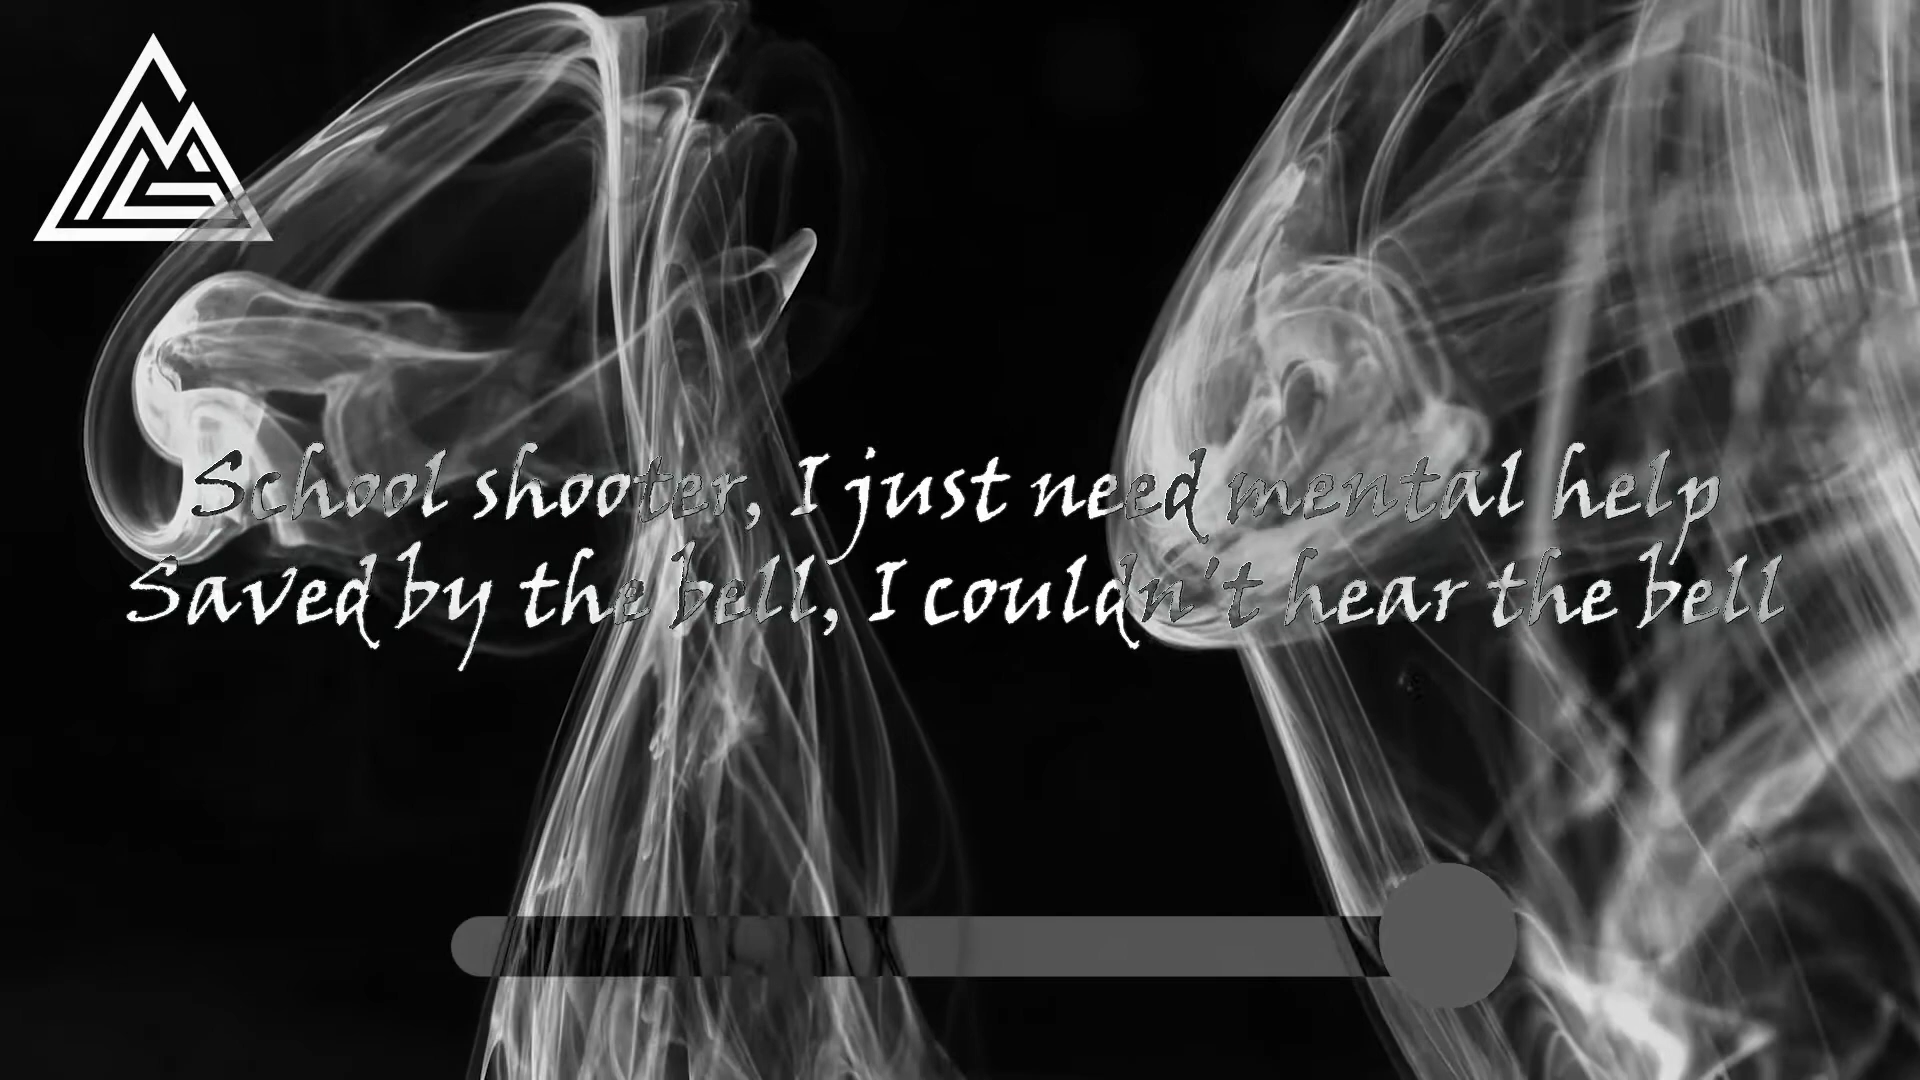 School shooter, I just need mental help
Saved by the bell, I couldn't hear the bell